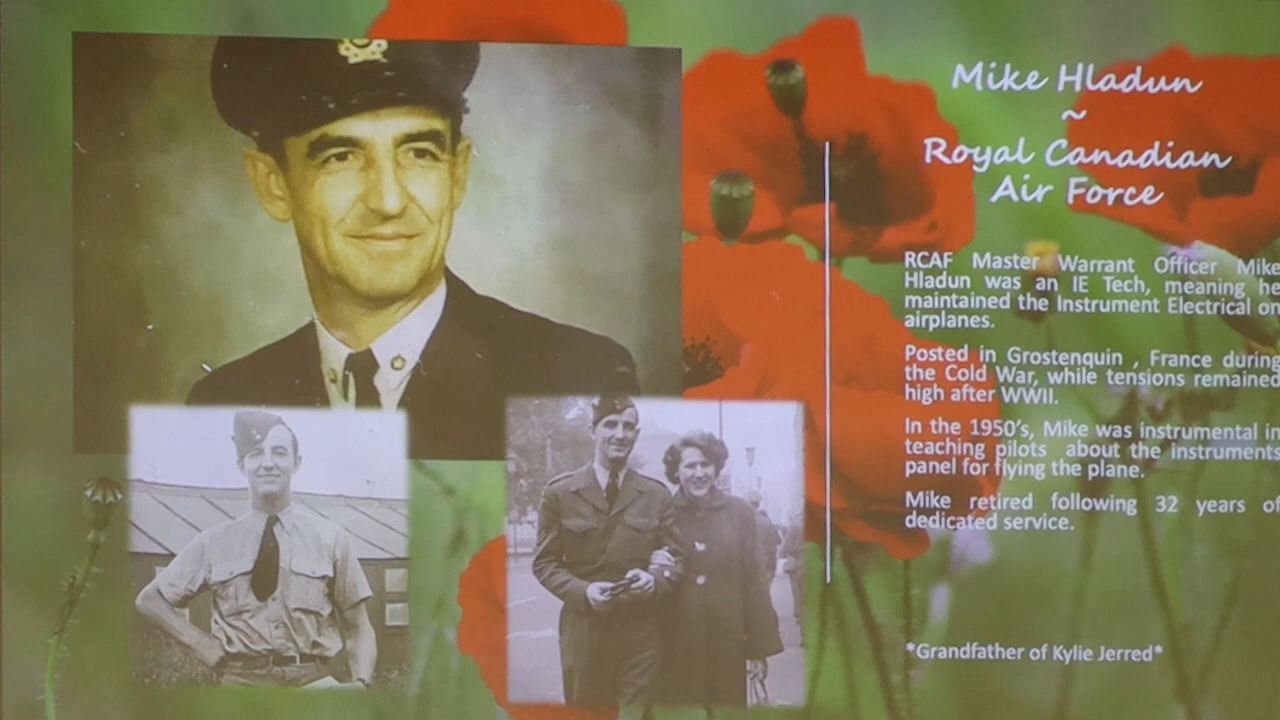 Mike Hladun
~
Royal Canadian
Air Force
RCAF Master Warrant Officer Mike
Hladun was an IE Tech, meaning he
maintained the Instrument Electrical on
airplanes.
Posted in Grostenquin , France during
the Cold War, while tensions remained
high after WWII.
In the 1950's, Mike was instrumental in
teaching pilots about the instruments
panel for flying the plane.
Mike retired following 32 years of
dedicated service.
*Grandfather of Kylie Jerred*